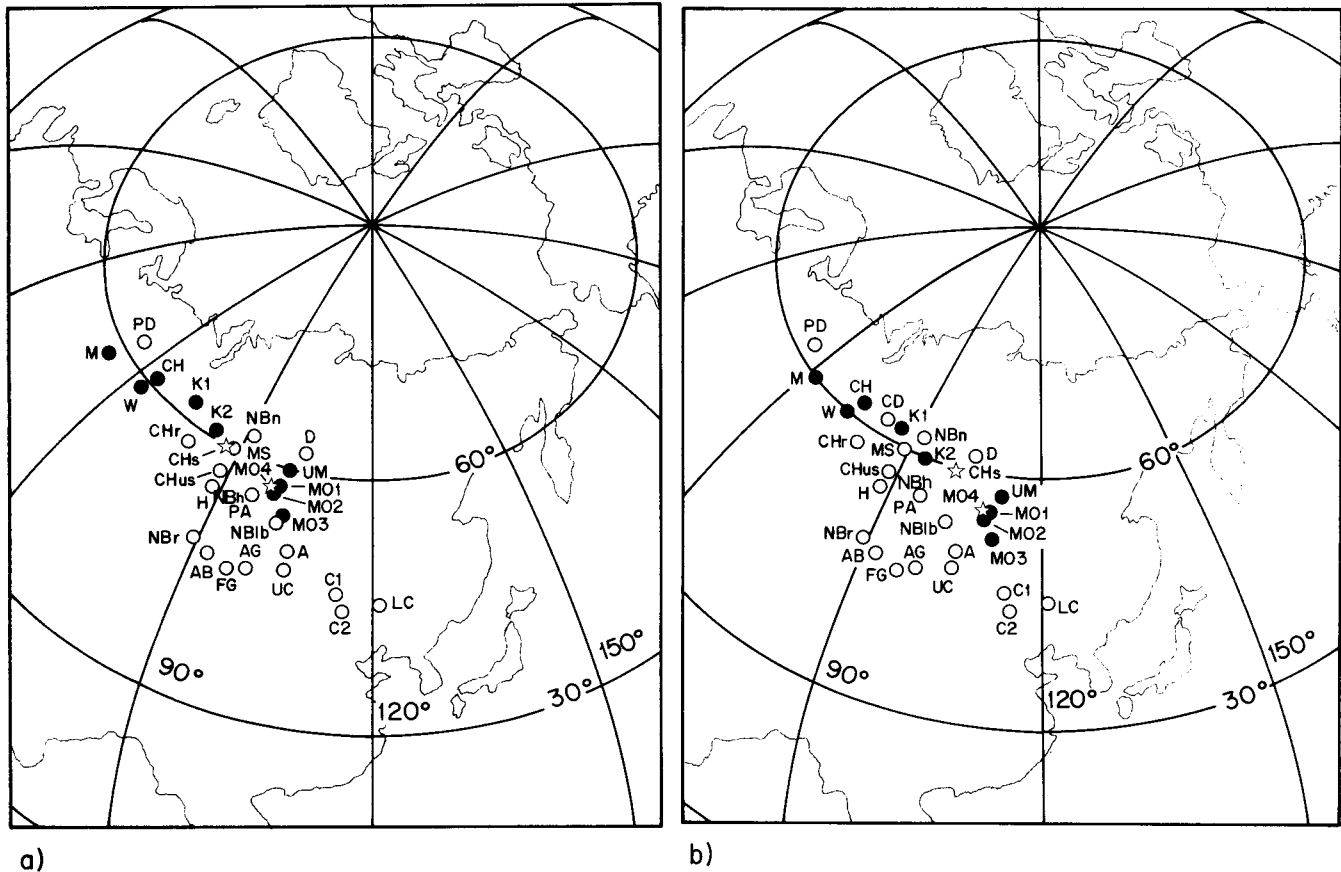 PD
M
CH
W
K1
K2
NBn
CHr
D
CHs
MS
60°
MO4
UM
CHus
MO1
NBh
H
MO2
PA
MO3
NBlb
NBr
AG
A
AB
FG
UC
C1
LC
C2
150°
90°
30°
120°
a)
PD
M
CH
CD
W
K1
NBn
CHr
MS
D
K2
60°
CHs
CHus
NBh
H
MO4
UM
PA
MO1
MO2
NBlb
NBr
MO3
AG
A
AB
FG
UC
C1
LC
C2
150°
90°
30°
120°
b)